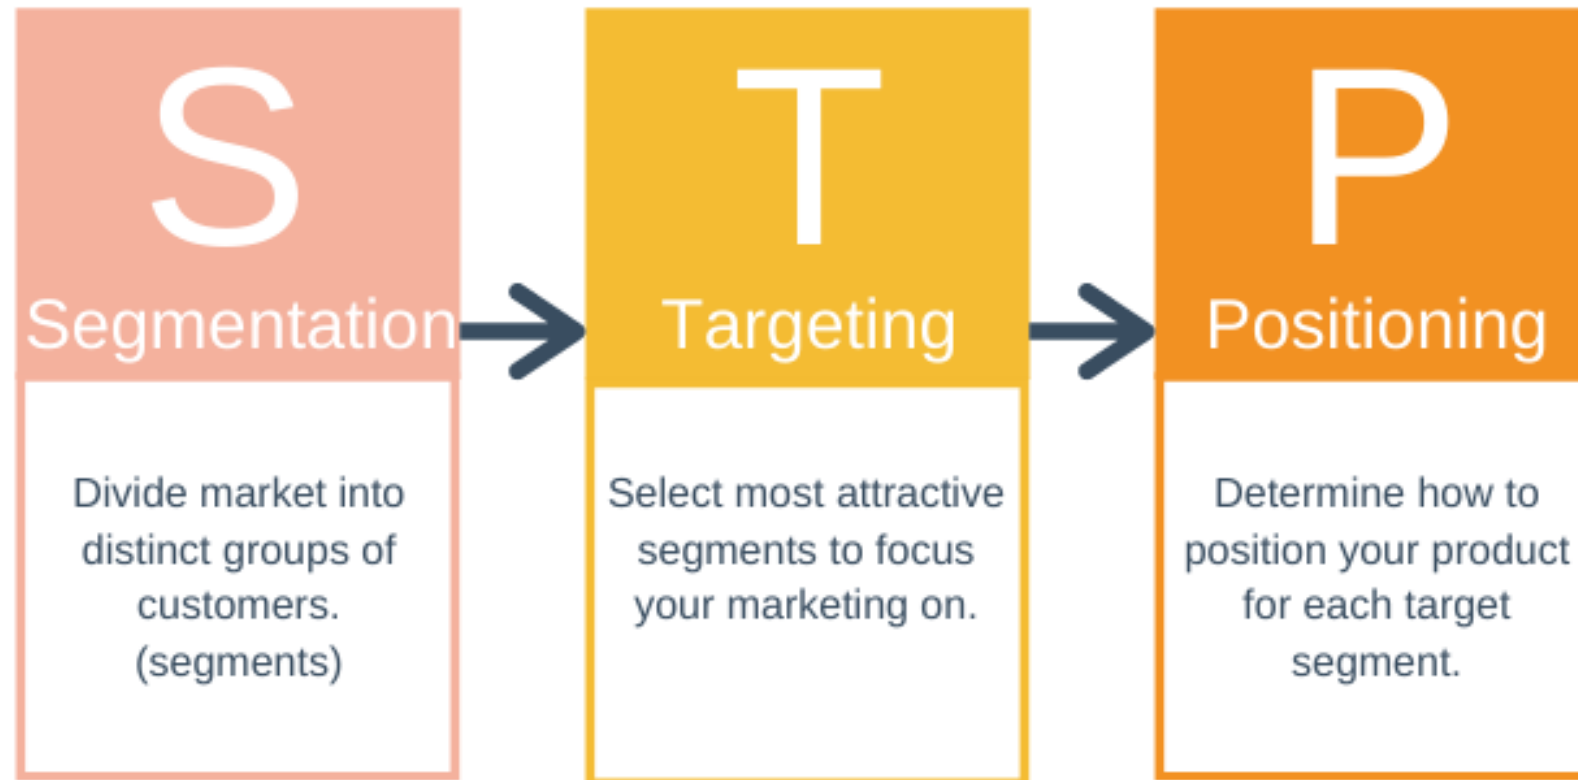 S
Segmentation
Divide market into
distinct groups of
customers.
(segments)
T
Targeting
Select most attractive
segments to focus
your marketing on.
P
Positioning
Determine how to
position your product
for each target
segment.